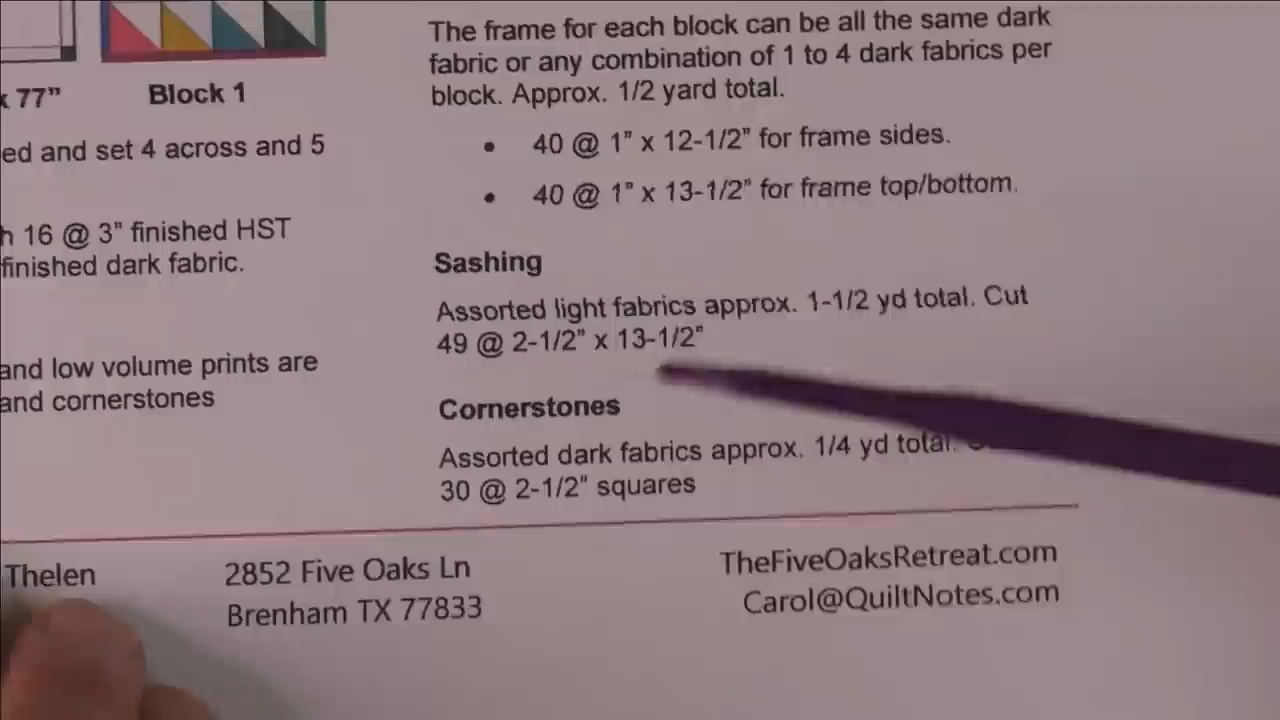 x 77”
Block 1
ed and set 4 across and 5
16 @ 3” finished HST
finished dark fabric.
and low volume prints are
and cornerstones
The frame for each block can be all the same dark
fabric or any combination of 1 to 4 dark fabrics per
block. Approx. 1/2 yard total.
• 40 @ 1” x 12-1/2” for frame sides.
• 40 @ 1” x 13-1/2” for frame top/bottom.
Sashing
Assorted light fabrics approx. 1-1/2 yd total. Cut
49 @ 2-1/2” x 13-1/2”
Cornerstones
Assorted dark fabrics approx. 1/4 yd total.
30 @ 2-1/2” squares
Thelen
2852 Five Oaks Ln
Brenham TX 77833
TheFiveOaksRetreat.com
Carol@QuiltNotes.com